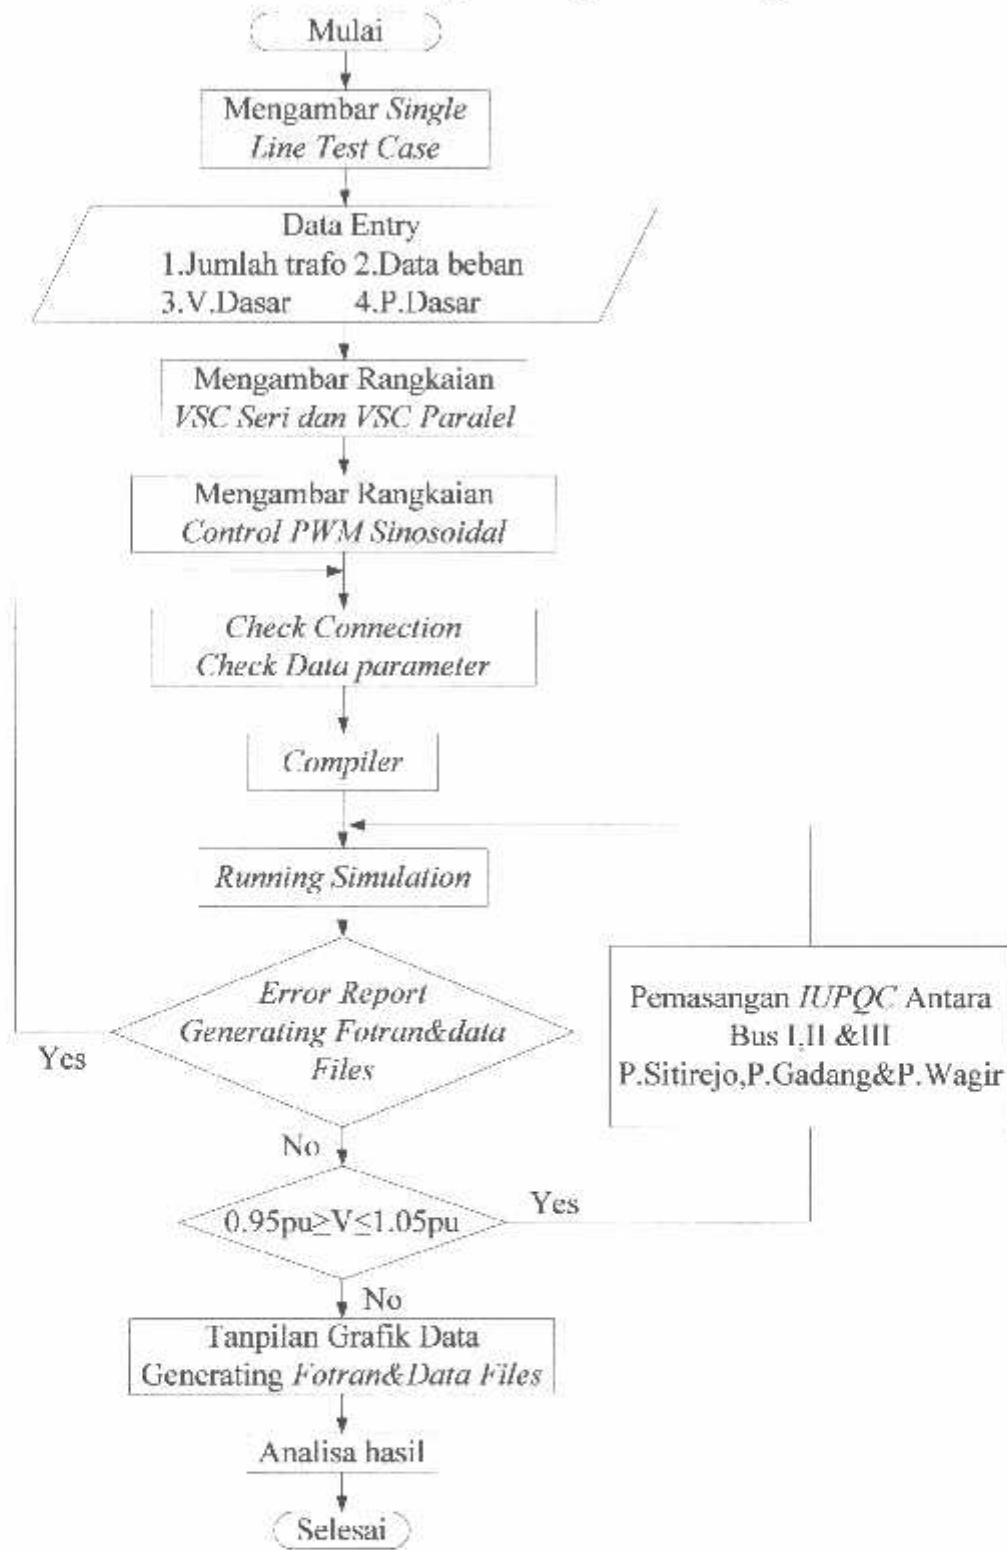 Mulai
Mengambar Single
Line Test Case
Data Entry
1.Jumlah trafo 2.Data beban
3.V.Dasar 4.P.Dasar
Mengambar Rangkaian
VSC Seri dan VSC Paralel
Mengambar Rangkaian
Control PWM Sinosoidal
Check Connection
Check Data parameter
Compiler
Running Simulation
Error Report
Generating Fotran&data
Files
Yes
No
Pemasangan IUPQC Antara
Bus I,II &III
P.Sitirejo,P.Gadang&P.Wagir
0.95pu≥V≤1.05pu
Yes
No
Tanpilan Grafik Data
Generating Fotran&Data Files
Analisa hasil
Selesai